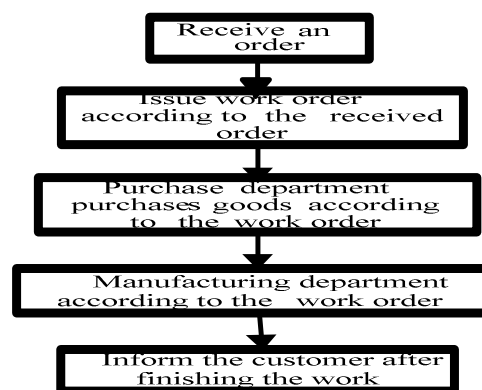 Receive an
order
Issue work order
according to the received
order
Purchase department
purchases goods according
to the work order
Manufacturing department
according to the work order
Inform the customer after
finishing the work